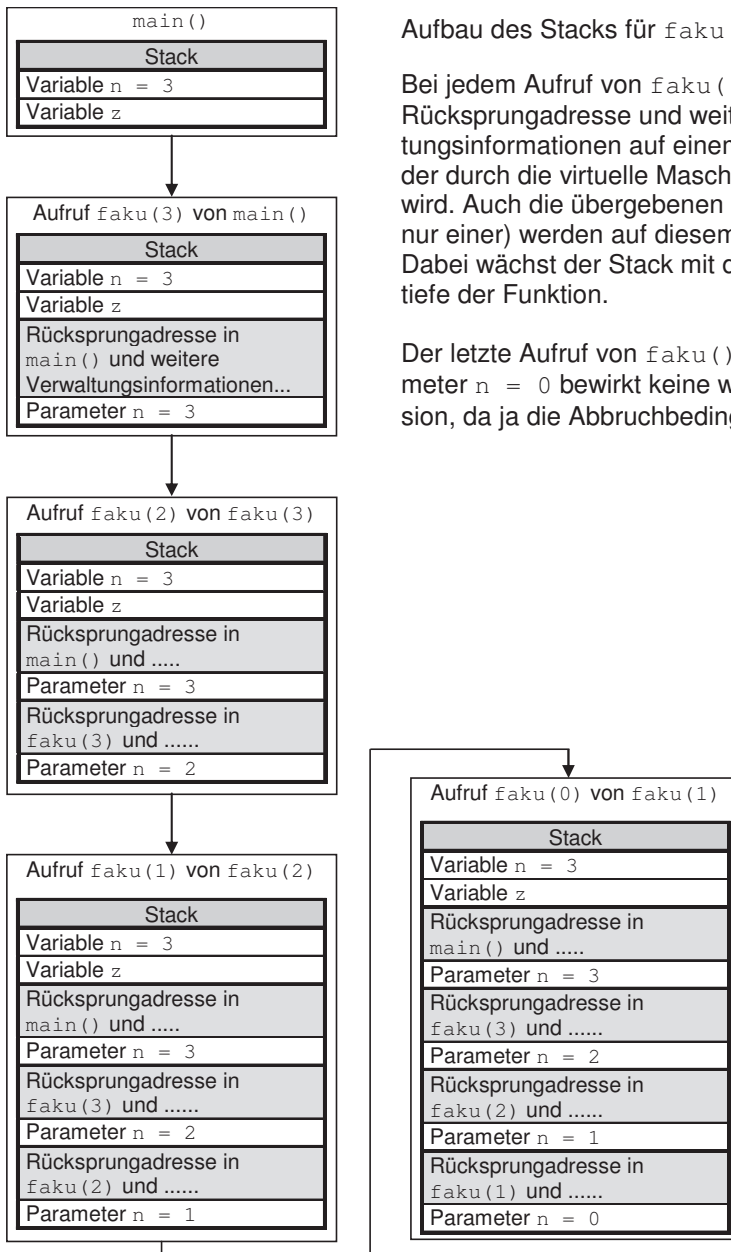 main()
Stack
Variable n = 3
Variable z
Aufruf faku(3) von main()
Stack
Variable n = 3
Variable z
Rücksprungadresse in
main() und weitere
Verwaltungsinformationen...
Parameter n = 3
Aufruf faku(2) von faku(3)
Stack
Variable n = 3
Variable z
Rücksprungadresse in
main() und .....
Parameter n = 3
Rücksprungadresse in
faku(3) und ......
Parameter n = 2
Aufruf faku(1) von faku(2)
Stack
Variable n = 3
Variable z
Rücksprungadresse in
main() und .....
Parameter n = 3
Rücksprungadresse in
faku(3) und ......
Parameter n = 2
Rücksprungadresse in
faku(2) und ......
Parameter n = 1
Aufbau des Stacks für faku
Bei jedem Aufruf von faku(
Rücksprungadresse und
tungsinformationen auf
der durch die virtuelle
wird. Auch die übergebenen
nur einer) werden auf
Dabei wächst der Stack mit
tiefe der Funktion.
Der letzte Aufruf von faku()
meter n = 0 bewirkt keine
sion, da ja die
Aufruf faku(0) von faku(1)
Stack
Variable n = 3
Variable z
Rücksprungadresse in
main() und .....
Parameter n = 3
Rücksprungadresse in
faku(3) und ......
Parameter n = 2
Rücksprungadresse in
faku(2) und ......
Parameter n = 1
Rücksprungadresse in
faku(1) und ......
Parameter n = 0